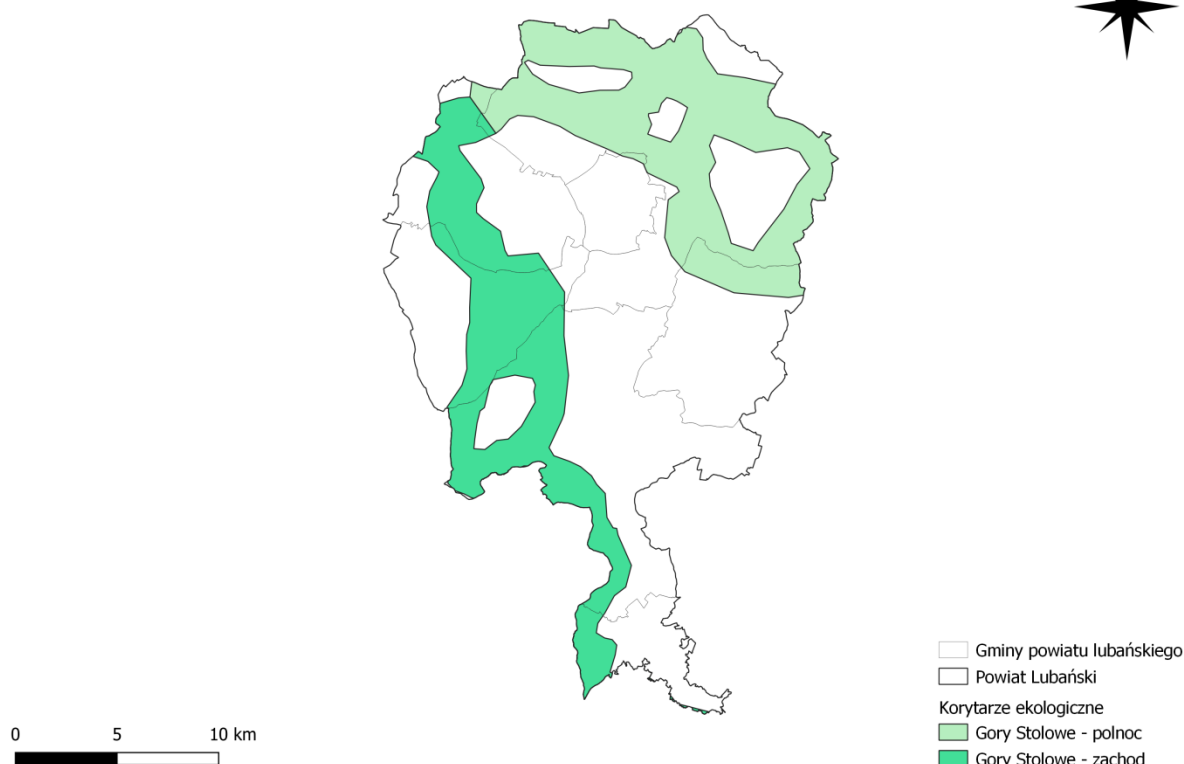 Gminy powiatu lubańskiego
Powiat Lubański
Korytarze ekologiczne
Gory Stolowe - polnoc
Gory Stolowe - zachod
0 5 10 km